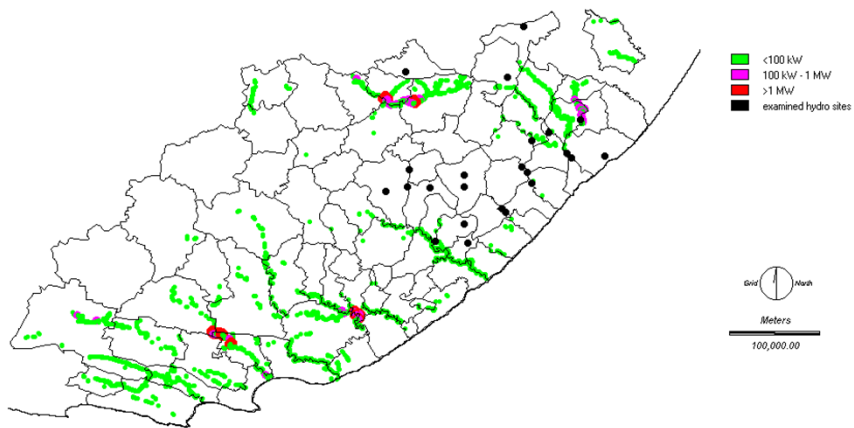 <100 kW
100 kW - 1 MW
>1 MW
examined hydro sites
Grid North
Meters
100,000.00